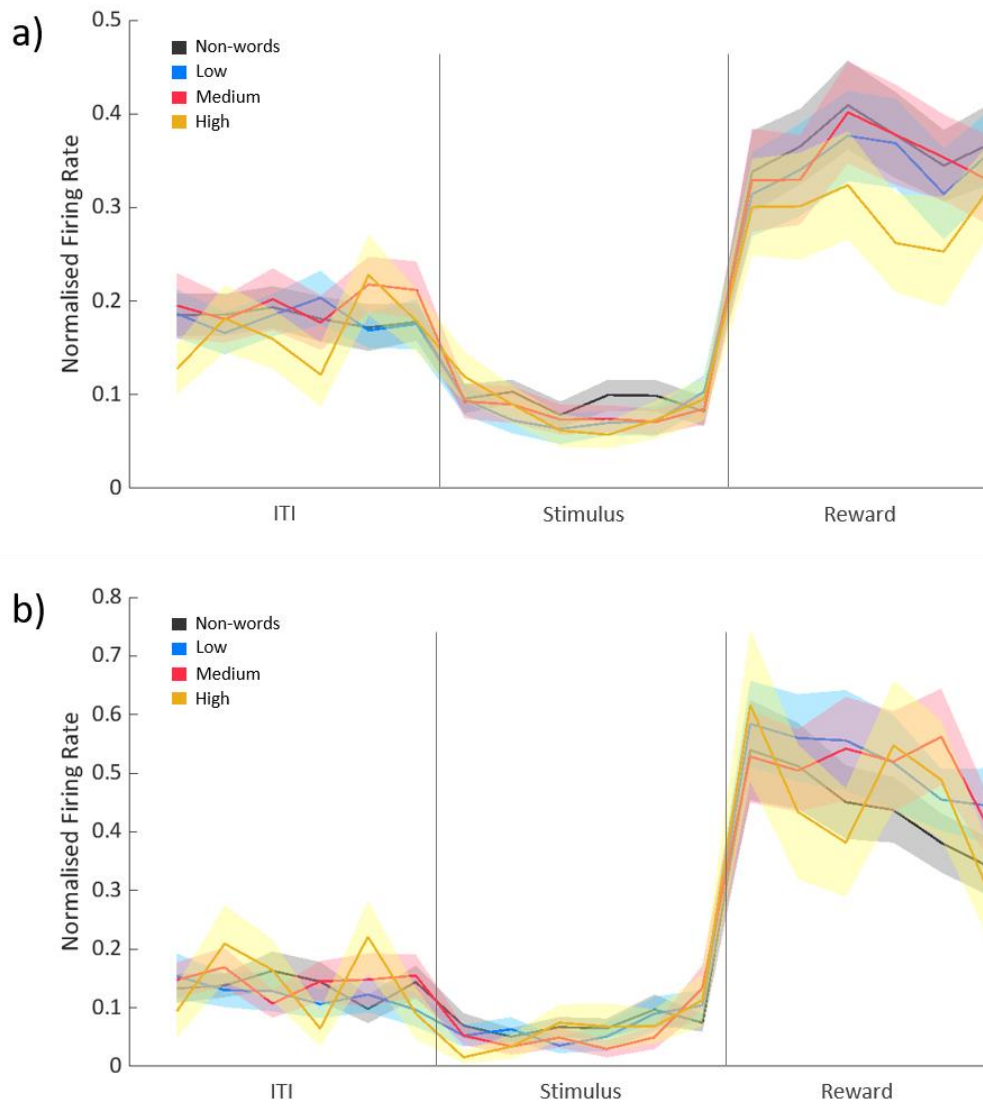 a)
0.5
Non-words
Low
Medium
High
0.4
0.3
0.2
0.1
0
Normalised Firing Rate
ITI Stimulus Reward
b)
0.8
Non-words
Low
Medium
High
0.7
0.6
0.5
0.4
0.3
0.2
0.1
0
Normalised Firing Rate
ITI Stimulus Reward